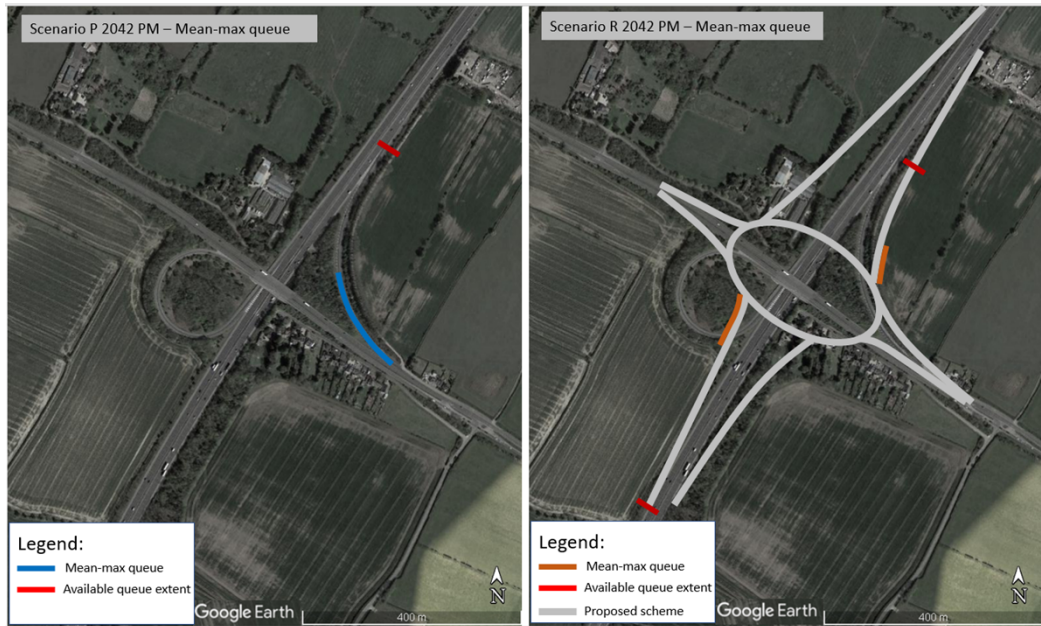 Scenario P 2042 PM – Mean-max queue
Legend:
Mean-max queue
Available queue extent
Google Earth
400 m
N
Scenario R 2042 PM – Mean-max queue
Legend:
Mean-max queue
Available queue extent
Proposed scheme
Google Earth
400 m
N